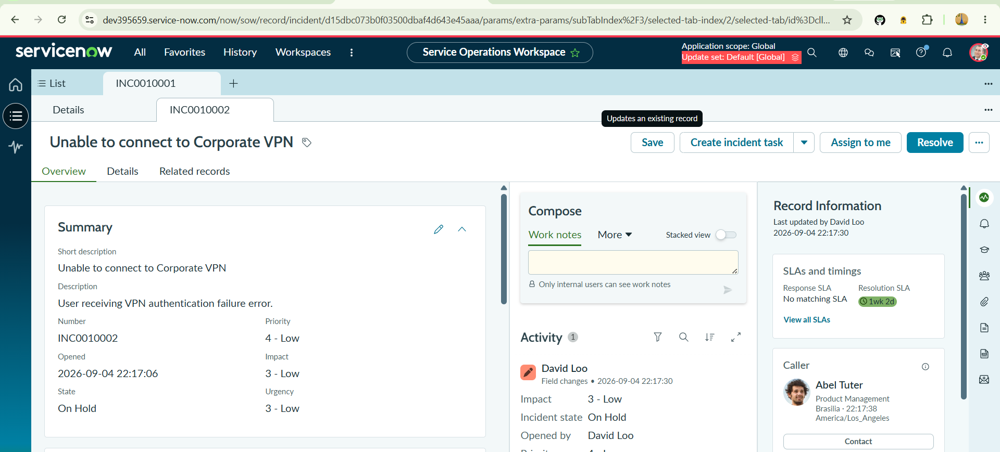 dev395659.service-now.com/now/sow/record/incident/d15dbc073b0f03500dbaf4d643e45aaa/params/extra-params/subTabIndex%2F3/selected-tab-index/2/selected-tab/id%3Dcll...
servicenow
All
Favorites
History
Workspaces
Service Operations Workspace
Application scope: Global
Update set: Default [Global]
List
INC0010001
Details
INC0010002
Updates an existing record
Unable to connect to Corporate VPN
Save
Create incident task
Assign to me
Resolve
Overview
Details
Related records
Summary
Short description
Unable to connect to Corporate VPN
Description
User receiving VPN authentication failure error.
Number
Priority
INC0010002
4 - Low
Opened
Impact
2026-09-04 22:17:06
3 - Low
State
Urgency
On Hold
3 - Low
Compose
Work notes
More
Stacked view
Only internal users can see work notes
Activity 1
David Loo
Field changes • 2026-09-04 22:17:30
Impact 3 - Low
Incident state On Hold
Opened by David Loo
Record Information
Last updated by David Loo
2026-09-04 22:17:30
SLAs and timings
Response SLA
Resolution SLA
No matching SLA
1wk 2d
View all SLAs
Caller
Abel Tuter
Product Management
Brasilia · 22:17:38
America/Los_Angeles
Contact